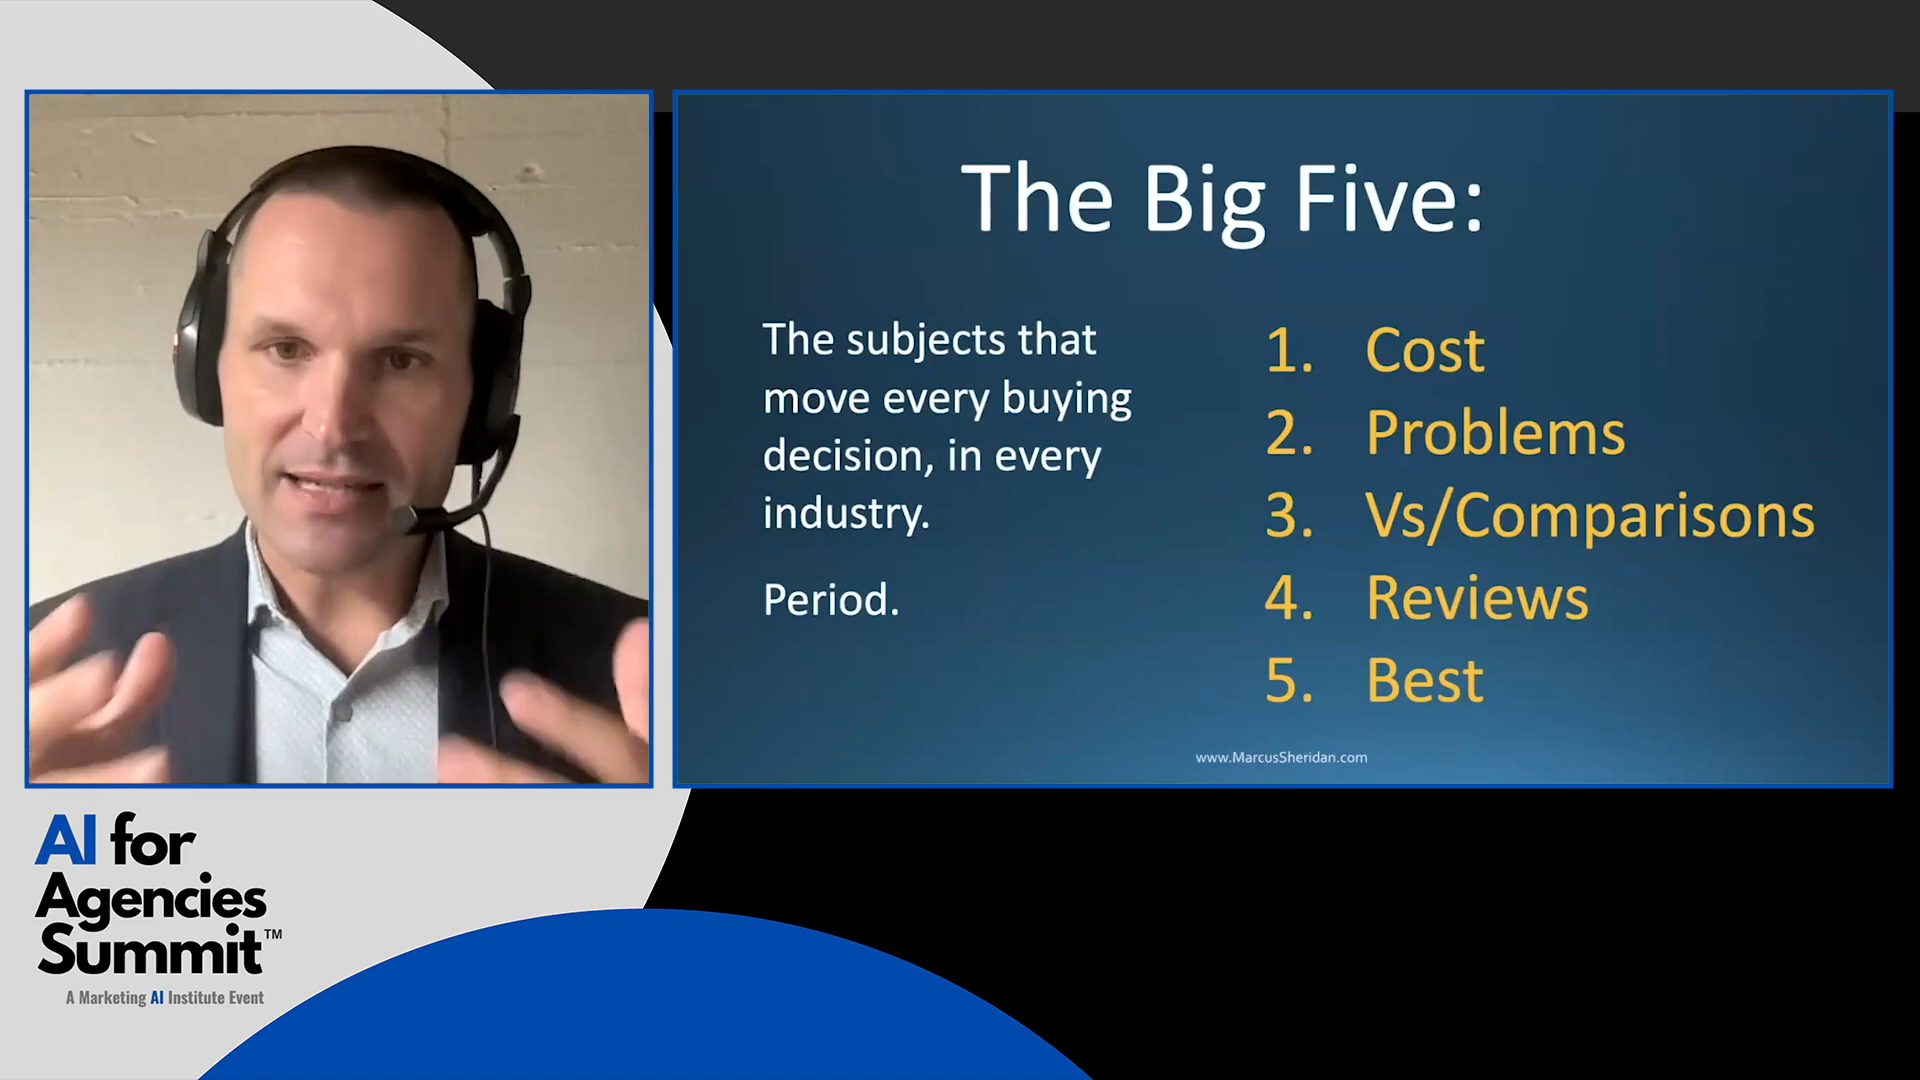 The Big Five:
The subjects that
move every buying
decision, in every
industry.
Period.
1. Cost
2. Problems
3. Vs/Comparisons
4. Reviews
5. Best
www.MarcusSheridan.com
AI for
Agencies
Summit™
A Marketing AI Institute Event